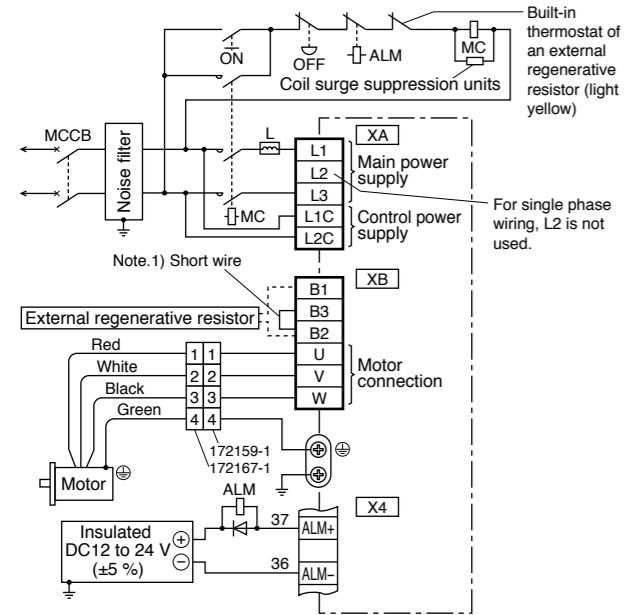 Built-in
thermostat of
an external
regenerative
resistor (light
yellow)
ON
OFF
ALM
MC
Coil surge suppression units
MCCB
Noise filter
L
MC
XA
L1
L2
L3
L1C
L2C
Main power
supply
Control power
supply
For single phase
wiring, L2 is not
used.
Note.1) Short wire
XB
B1
B3
B2
U
V
W
External regenerative resistor
Motor
connection
Red
White
Black
Green
1 1
2 2
3 3
4 4
172159-1
172167-1
Motor
ALM
X4
Insulated
DC12 to 24 V
(±5 %)
+
−
37
ALM+
36
ALM−